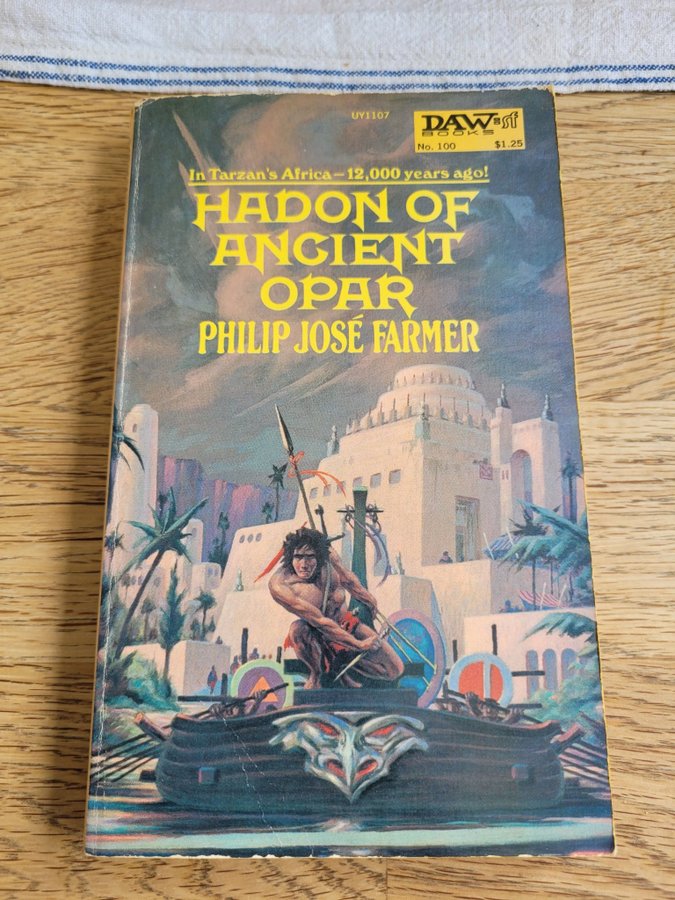 UY1107
DAW sf
BOOKS
No. 100 $1.25
In Tarzan's Africa—12,000 years ago!
HADON OF
ANCIENT
OPAR
PHILIP JOSÉ FARMER